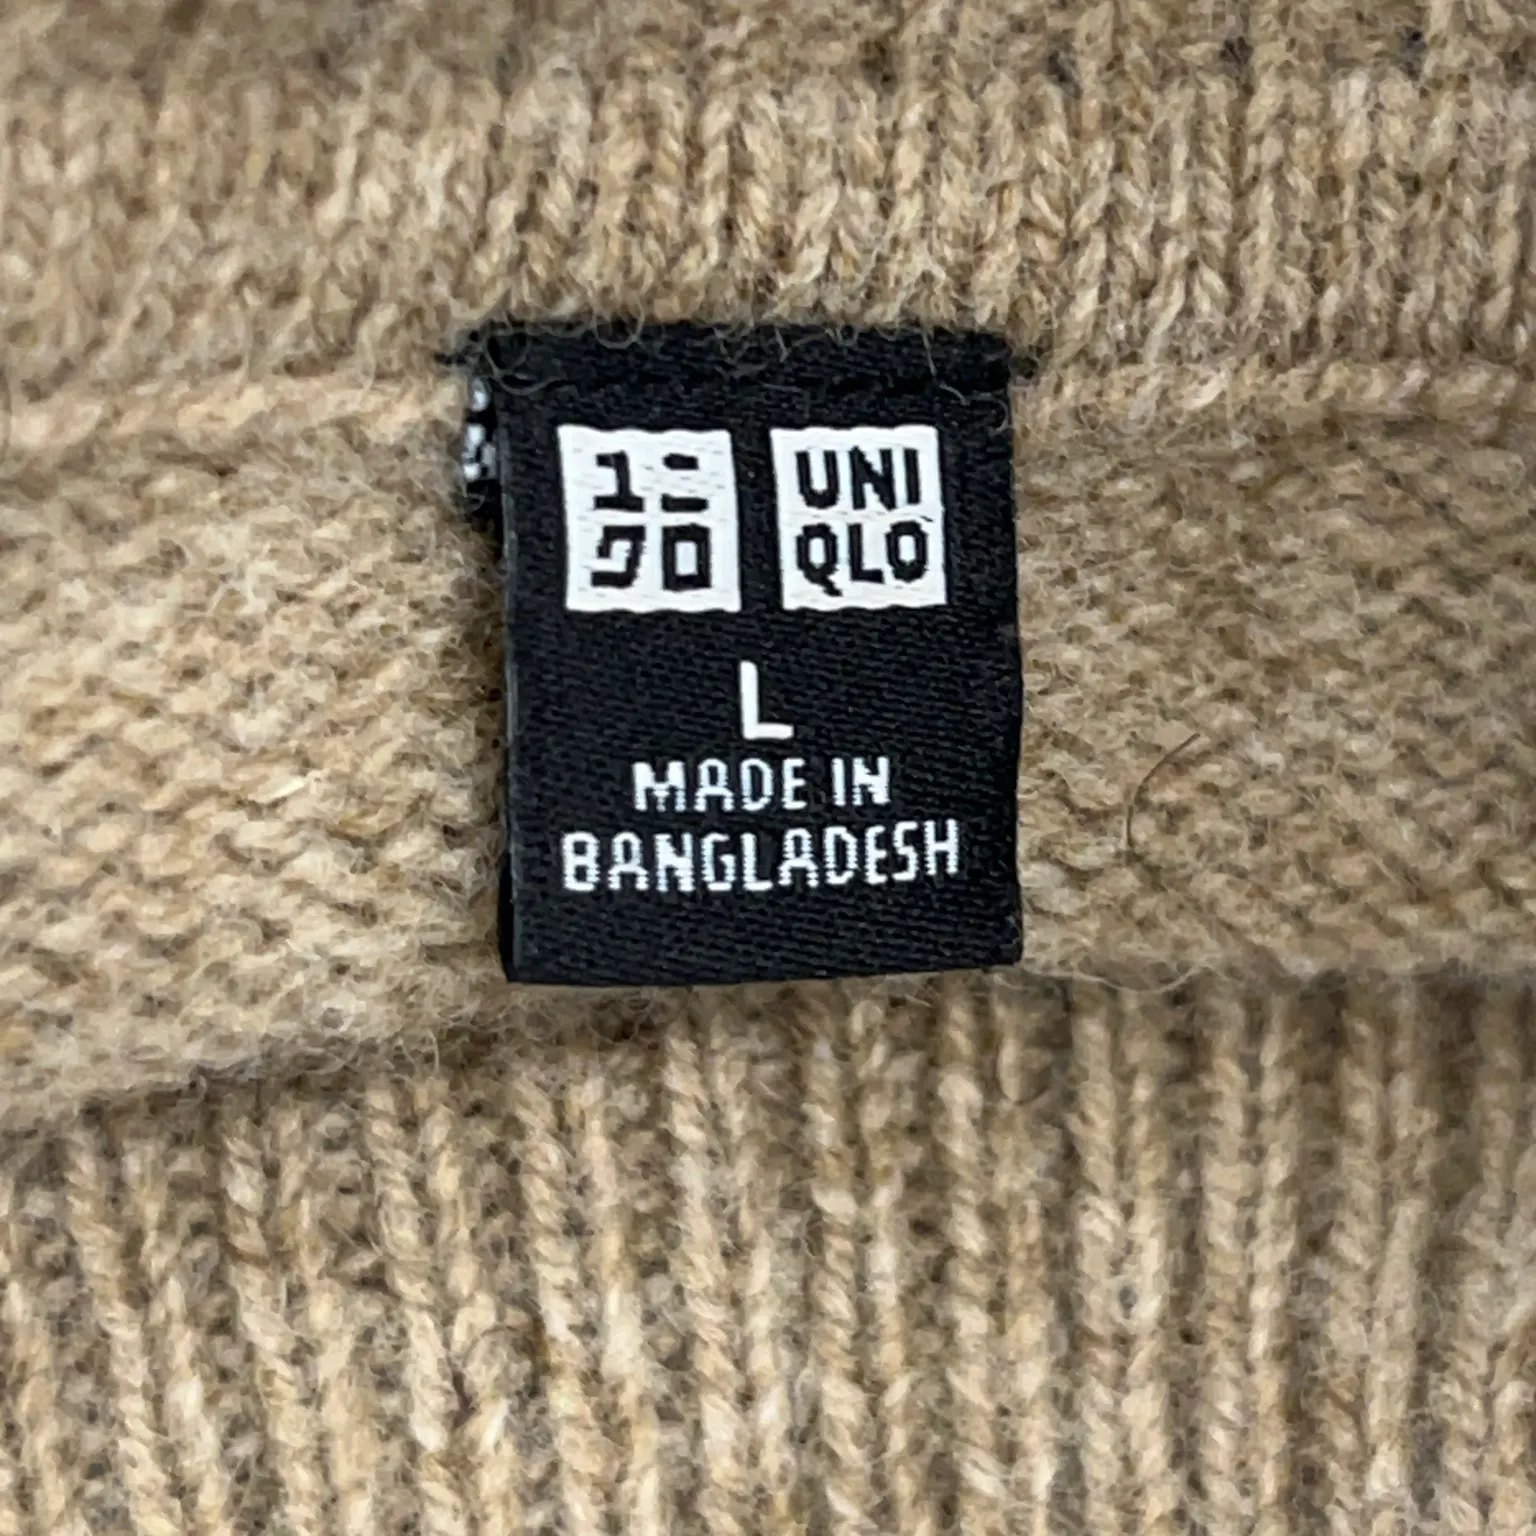 ユニ UNI
クロ QLO
L
MADE IN
BANGLADESH